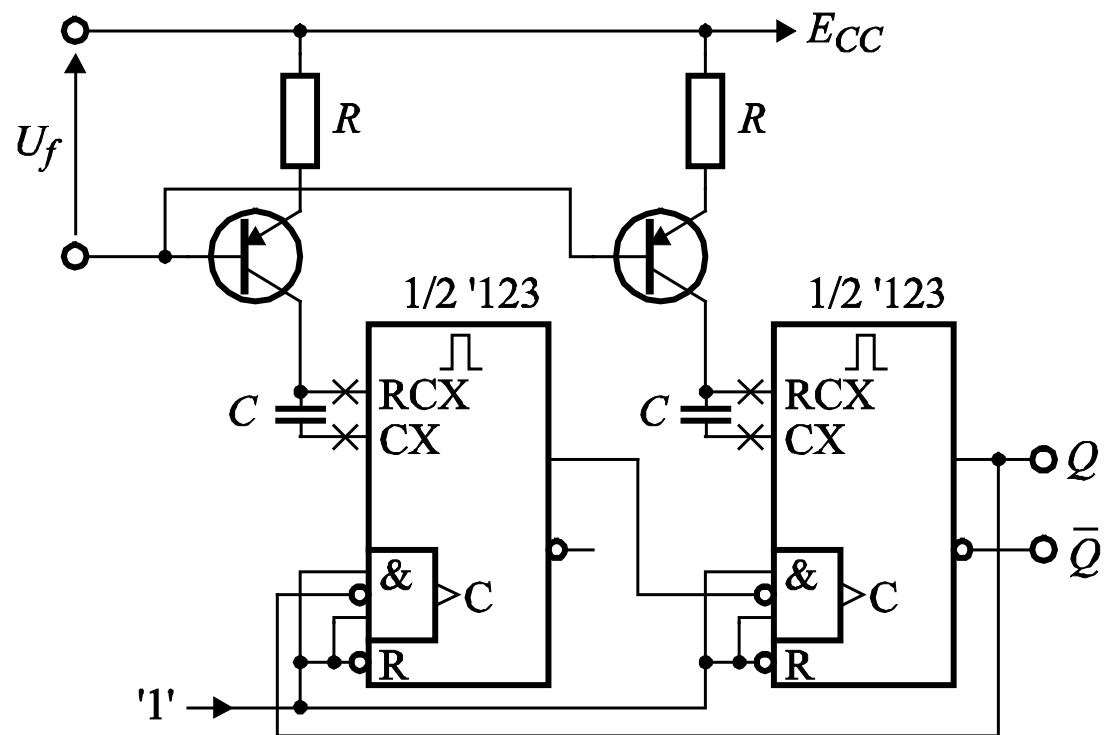 E_CC
R
R
U_f
1/2 '123
1/2 '123
RCX
RCX
C
C
CX
CX
Q
Q̅
&
&
C
C
R
R
'1'